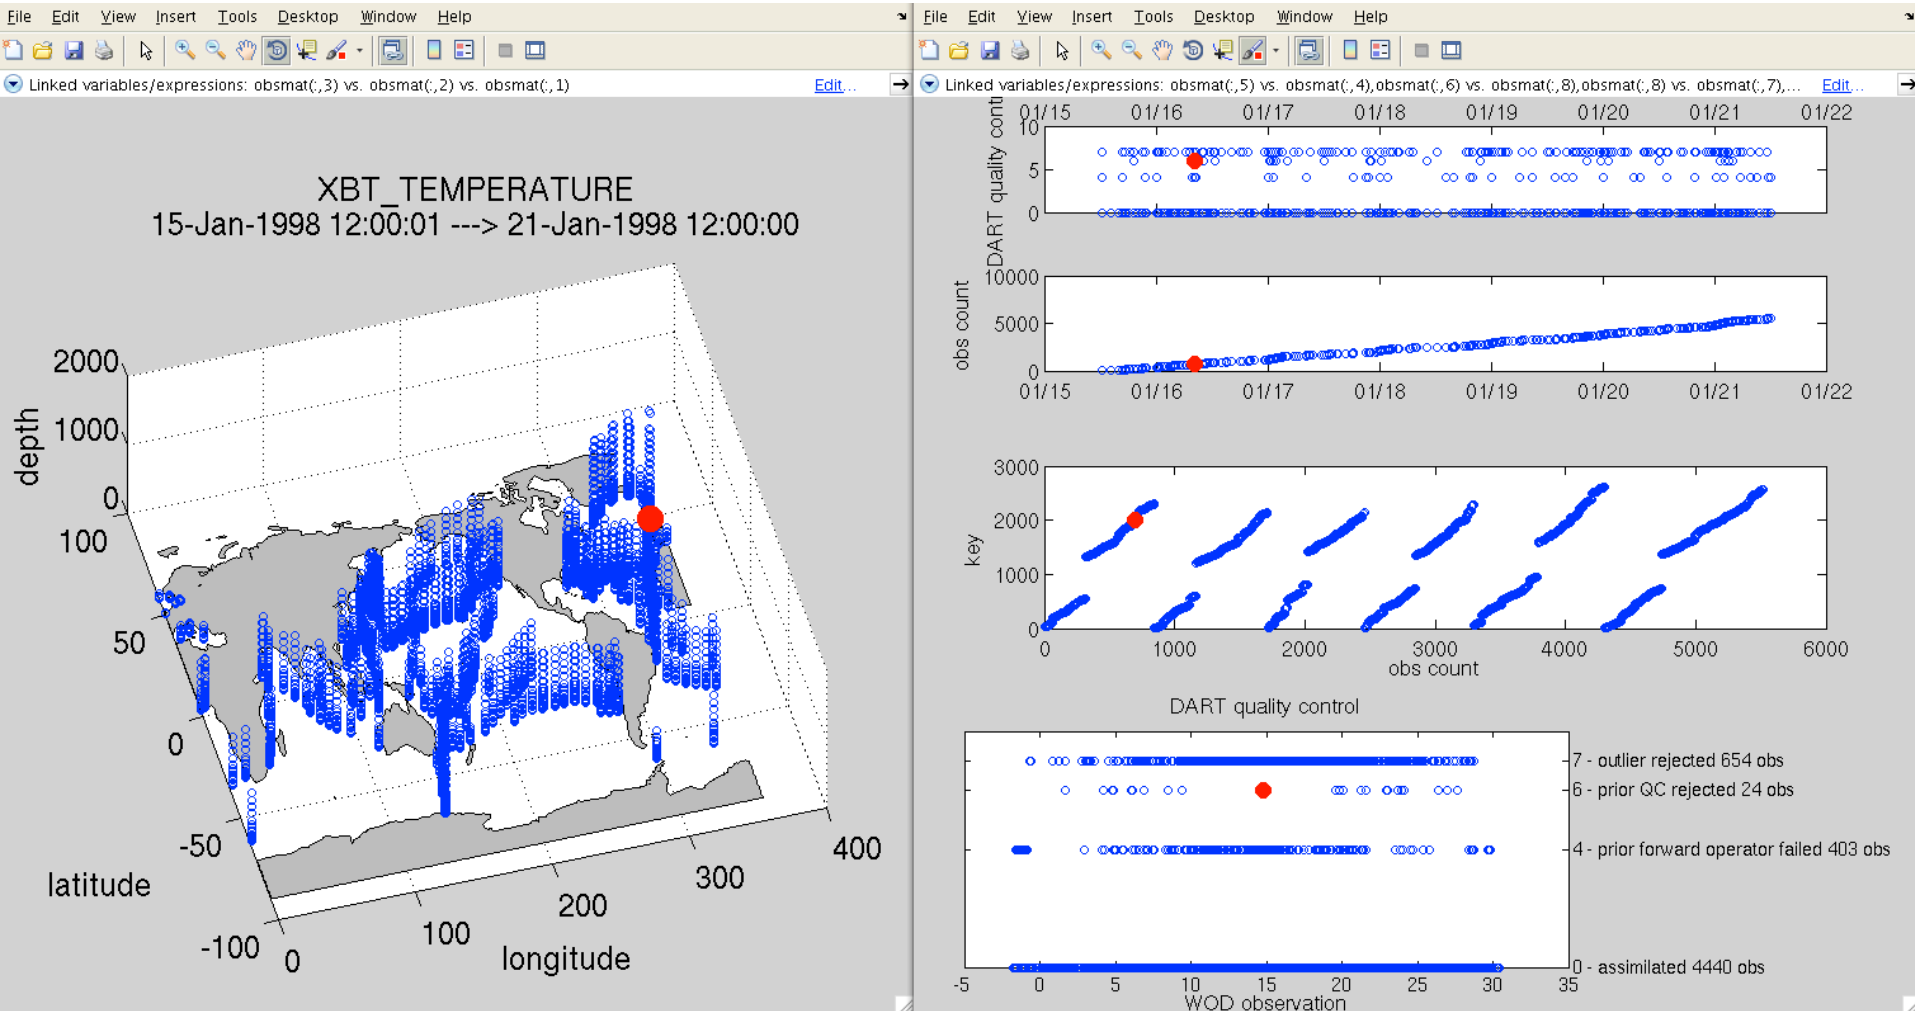 File Edit View Insert Tools Desktop Window Help
Linked variables/expressions: obsmat(:,3) vs. obsmat(:,2) vs. obsmat(:,1) Edit...
XBT_TEMPERATURE
15-Jan-1998 12:00:01 ---> 21-Jan-1998 12:00:00
2000
1000
0
depth
100
50
0
-50
-100
latitude
0
100
200
300
400
longitude
File Edit View Insert Tools Desktop Window Help
Linked variables/expressions: obsmat(:,5) vs. obsmat(:,4),obsmat(:,6) vs. obsmat(:,8),obsmat(:,8) vs. obsmat(:,7),... Edit...
01/15 01/16 01/17 01/18 01/19 01/20 01/21 01/22
10
5
0
DART quality conti
10000
5000
0
obs count
01/15 01/16 01/17 01/18 01/19 01/20 01/21 01/22
3000
2000
1000
0
key
0 1000 2000 3000 4000 5000 6000
obs count
DART quality control
7 - outlier rejected 654 obs
6 - prior QC rejected 24 obs
4 - prior forward operator failed 403 obs
0 - assimilated 4440 obs
-5 0 5 10 15 20 25 30 35
WOD observation